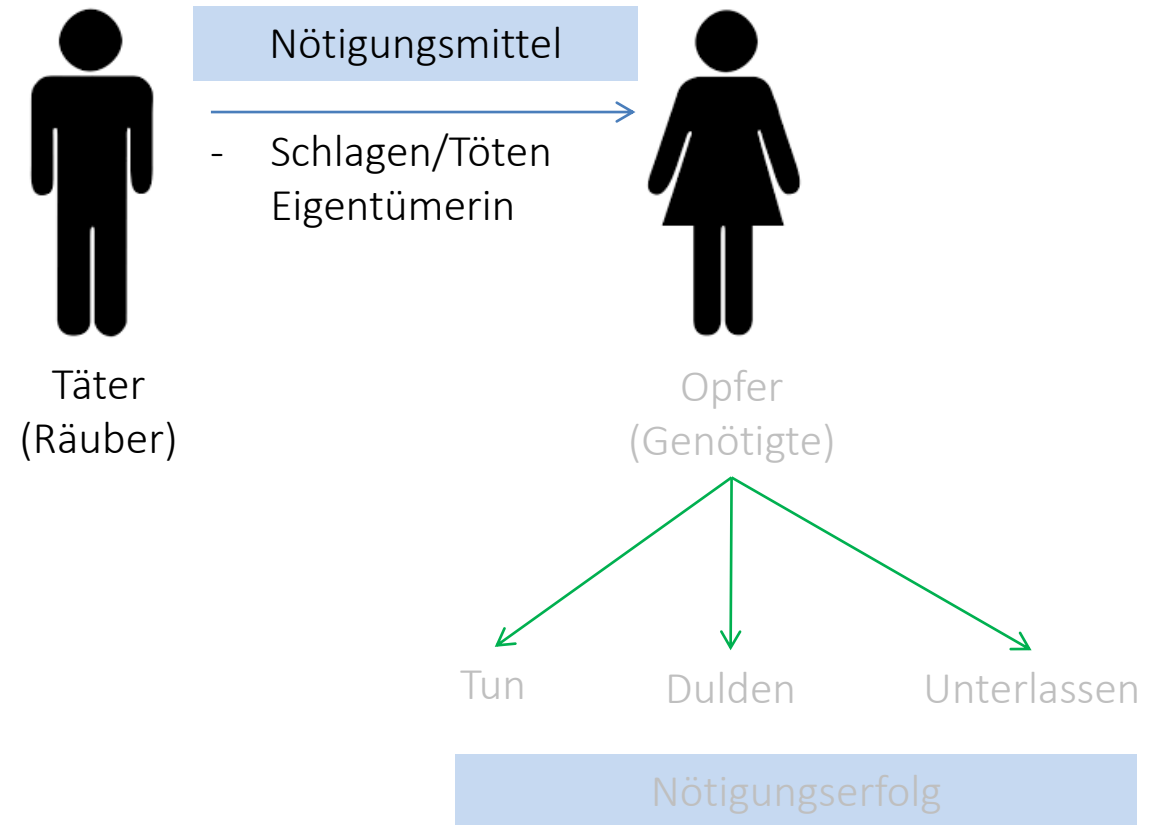 Nötigungsmittel
- Schlagen/Töten
Eigentümerin
Täter
(Räuber)
Opfer
(Genötigte)
Tun
Dulden
Unterlassen
Nötigungserfolg